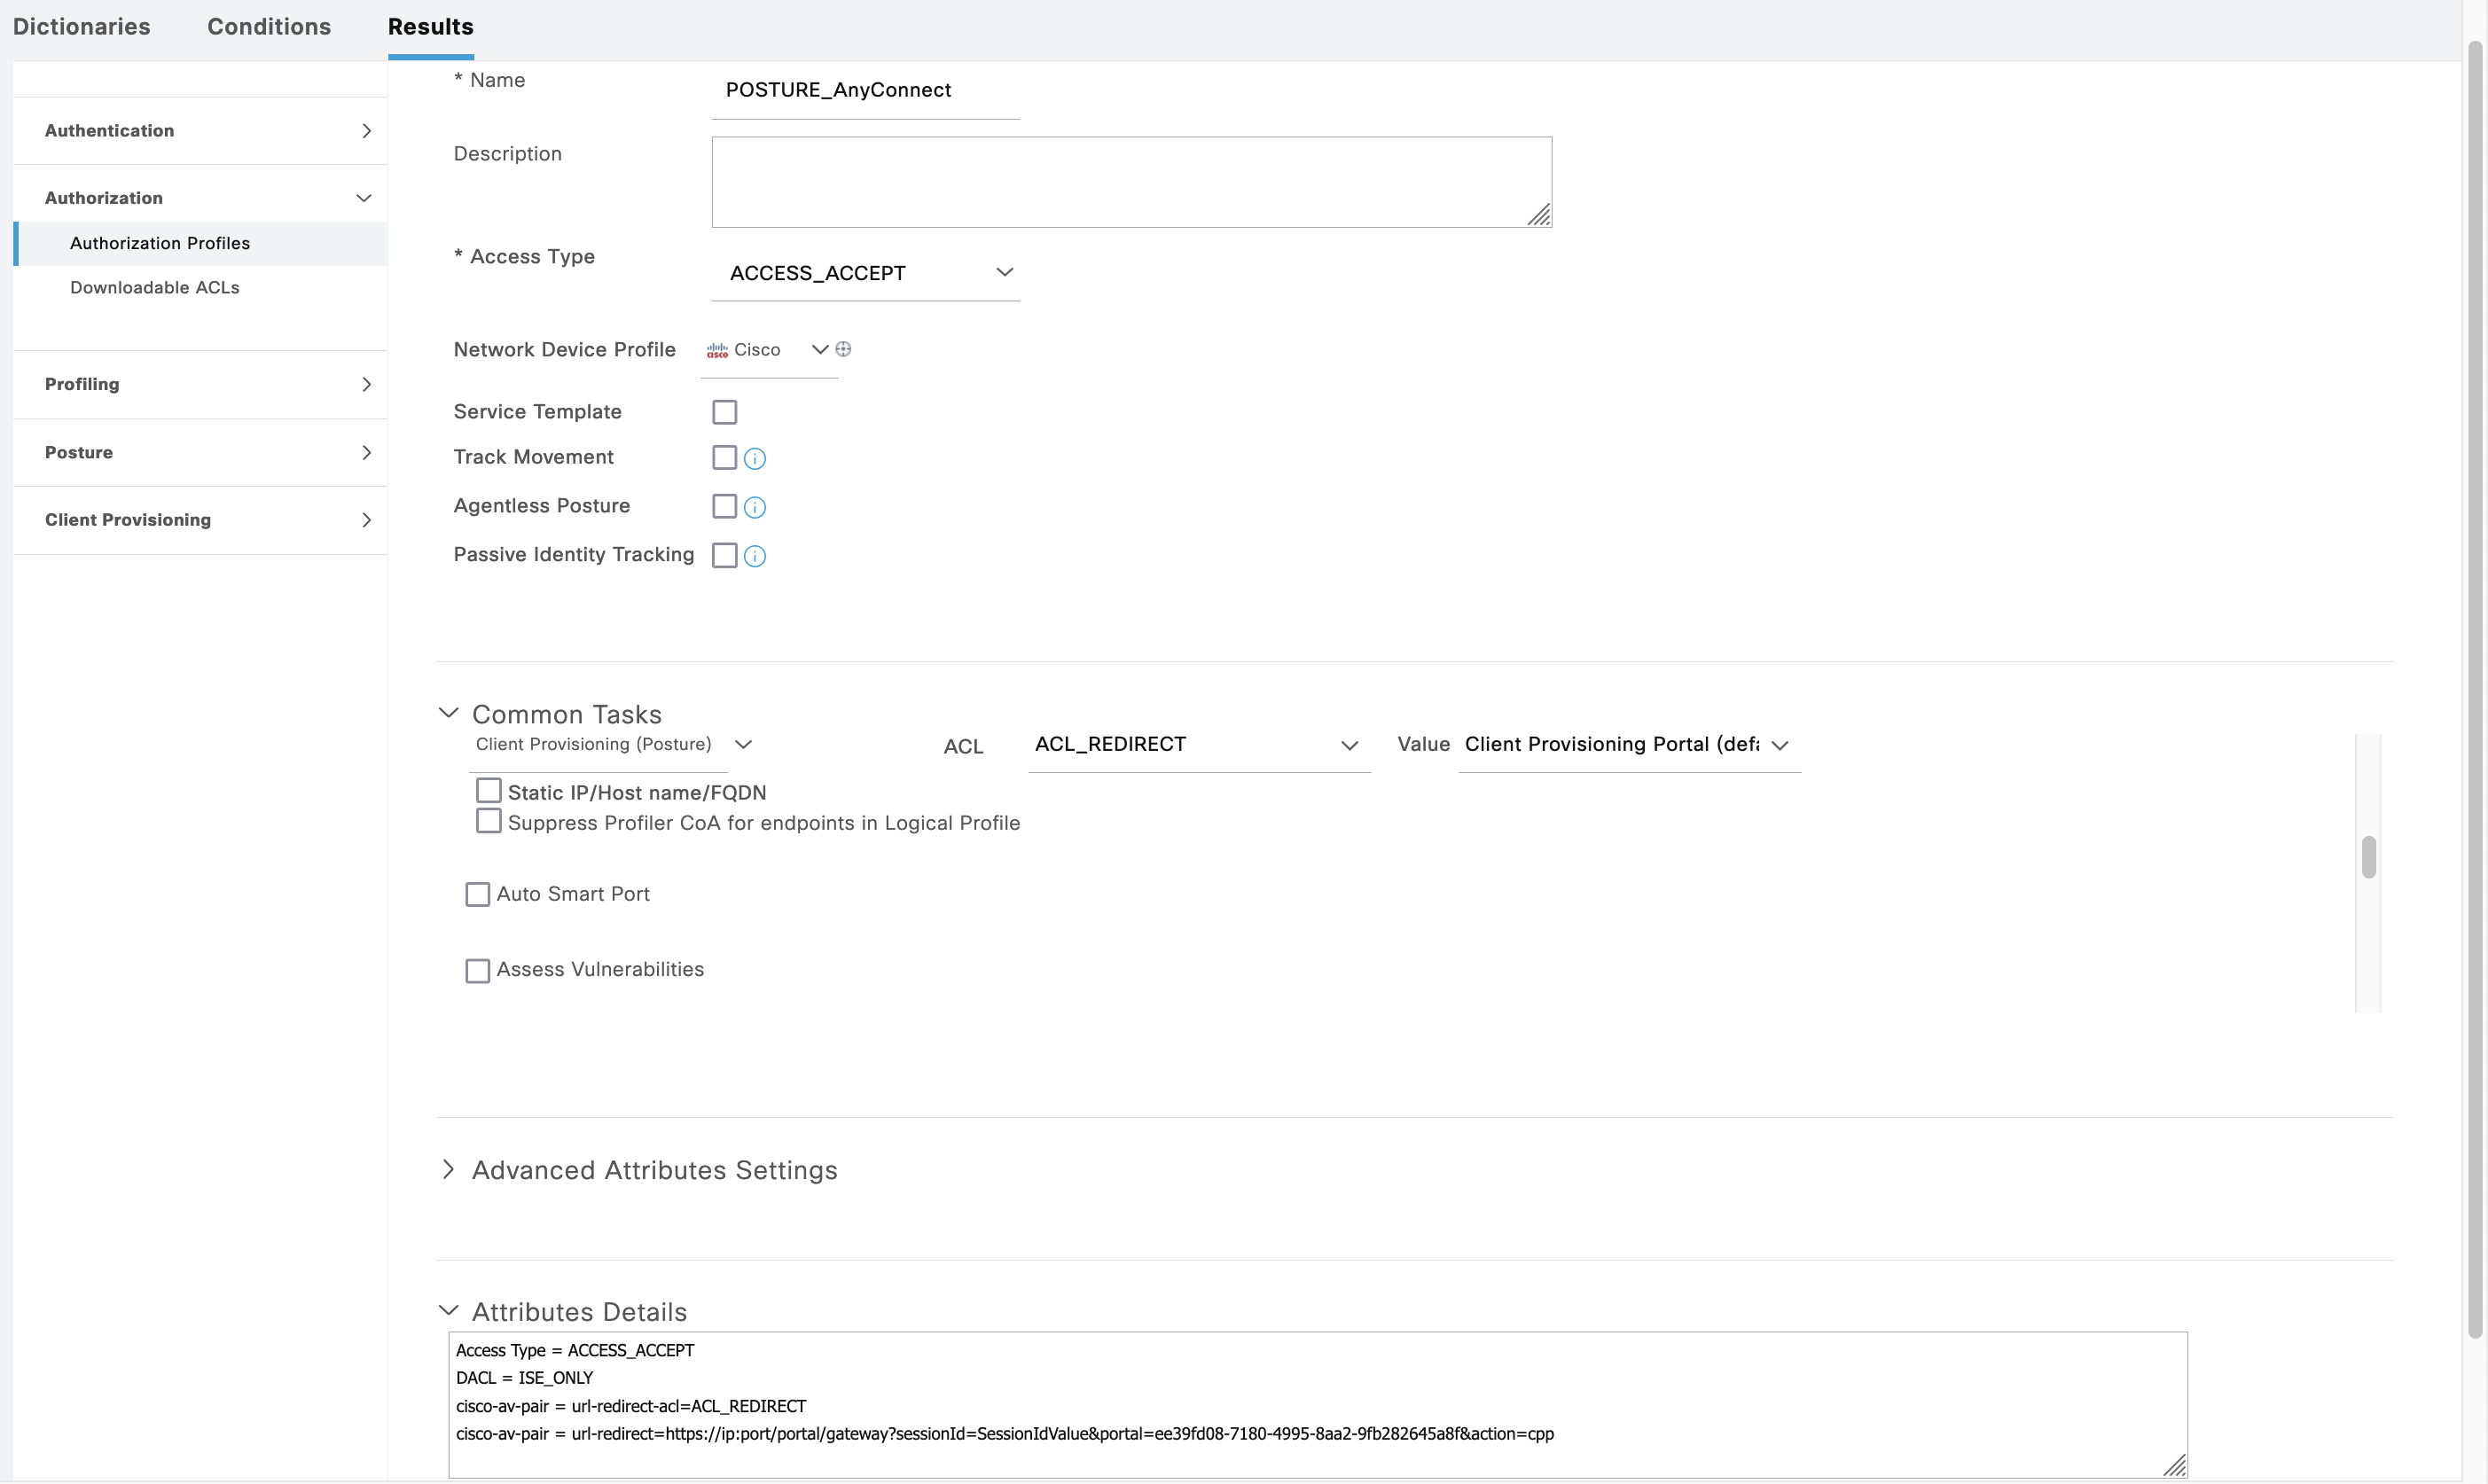 Dictionaries Conditions Results
Authentication
Authorization
Authorization Profiles
Downloadable ACLs
Profiling
Posture
Client Provisioning
* Name POSTURE_AnyConnect
Description
* Access Type ACCESS_ACCEPT
Network Device Profile cisco Cisco
Service Template
Track Movement
Agentless Posture
Passive Identity Tracking
Common Tasks
Client Provisioning (Posture) ACL ACL_REDIRECT Value Client Provisioning Portal (defa
Static IP/Host name/FQDN
Suppress Profiler CoA for endpoints in Logical Profile
Auto Smart Port
Assess Vulnerabilities
Advanced Attributes Settings
Attributes Details
Access Type = ACCESS_ACCEPT
DACL = ISE_ONLY
cisco-av-pair = url-redirect-acl=ACL_REDIRECT
cisco-av-pair = url-redirect=https://ip:port/portal/gateway?sessionId=SessionIdValue&portal=ee39fd08-7180-4995-8aa2-9fb282645a8f&action=cpp